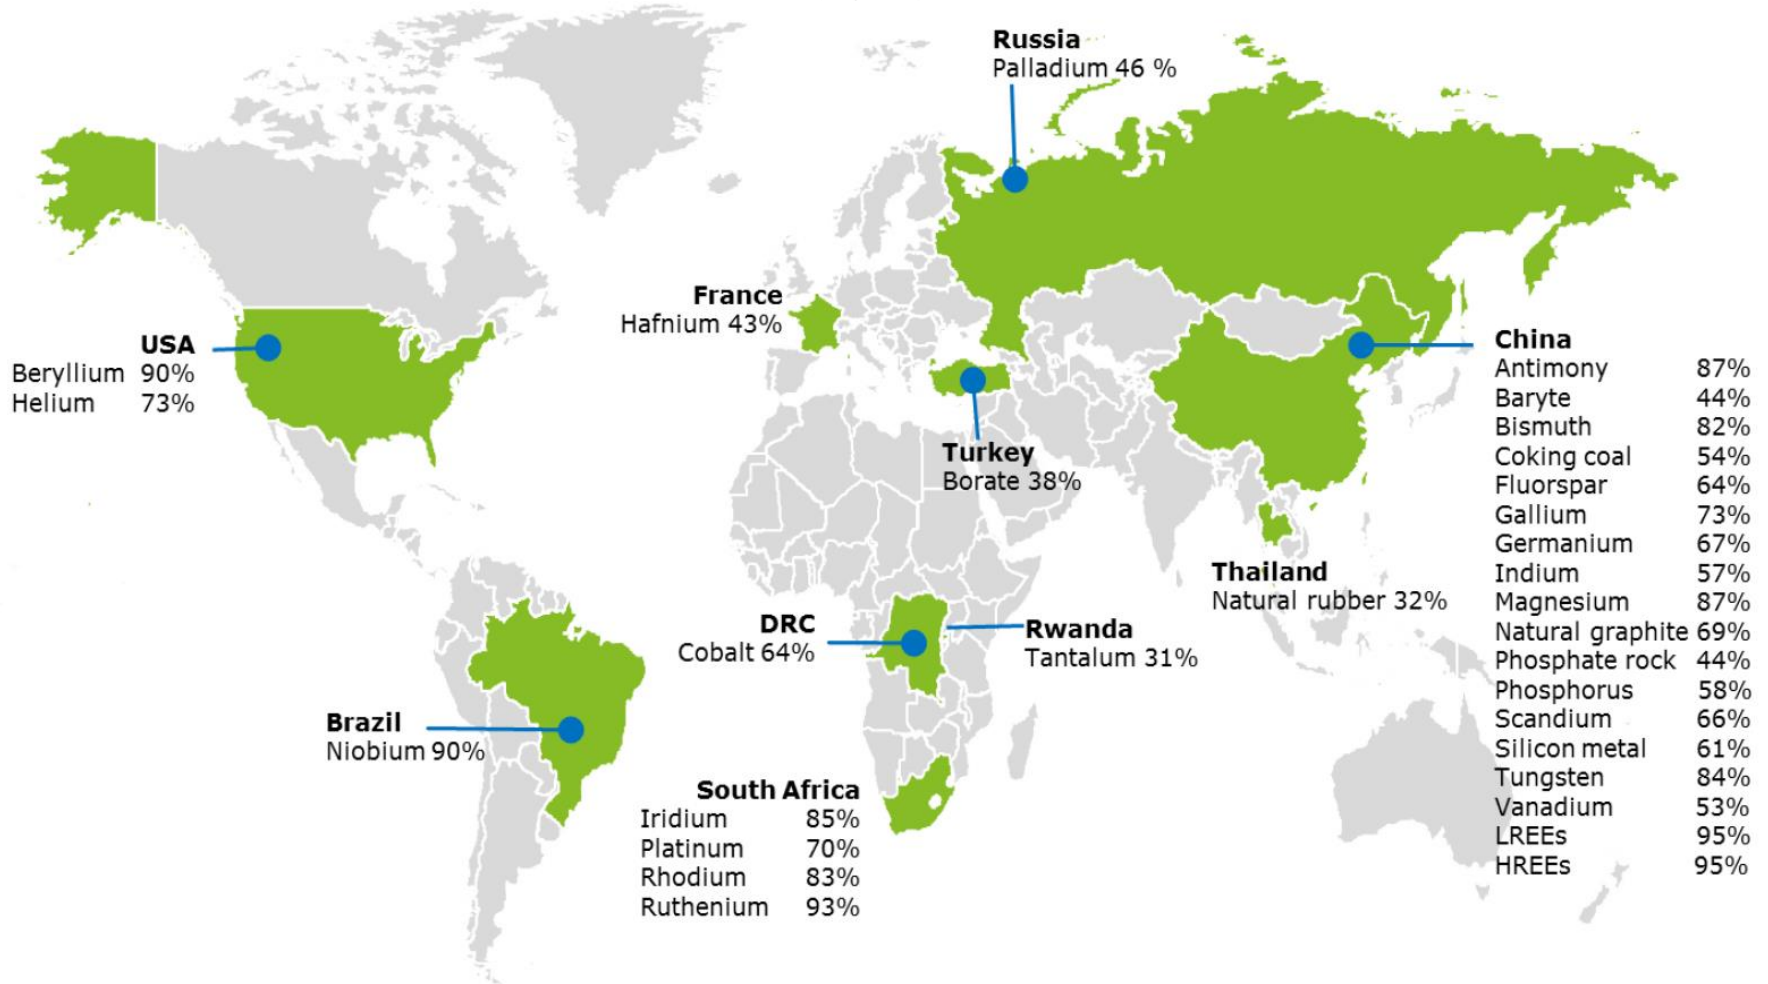 Russia
Palladium 46 %
France
Hafnium 43%
USA
Beryllium 90%
Helium 73%
China
Antimony 87%
Baryte 44%
Bismuth 82%
Coking coal 54%
Fluorspar 64%
Gallium 73%
Germanium 67%
Indium 57%
Magnesium 87%
Natural graphite 69%
Phosphate rock 44%
Phosphorus 58%
Scandium 66%
Silicon metal 61%
Tungsten 84%
Vanadium 53%
LREEs 95%
HREEs 95%
Turkey
Borate 38%
Thailand
Natural rubber 32%
DRC
Cobalt 64%
Rwanda
Tantalum 31%
Brazil
Niobium 90%
South Africa
Iridium 85%
Platinum 70%
Rhodium 83%
Ruthenium 93%